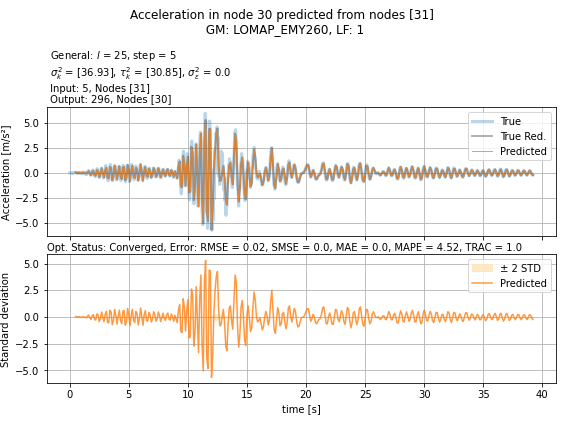 Acceleration in node 30 predicted from nodes [31]
GM: LOMAP_EMY260, LF: 1
General: l = 25, step = 5
σ²ₖ = [36.93], τ²ₖ = [30.85], σ²ε = 0.0
Input: 5, Nodes [31]
Output: 296, Nodes [30]
Acceleration [m/s²]
5.0
2.5
0.0
−2.5
−5.0
True
True Red.
Predicted
Opt. Status: Converged, Error: RMSE = 0.02, SMSE = 0.0, MAE = 0.0, MAPE = 4.52, TRAC = 1.0
Standard deviation
5.0
2.5
0.0
−2.5
−5.0
± 2 STD
Predicted
0 5 10 15 20 25 30 35 40
time [s]